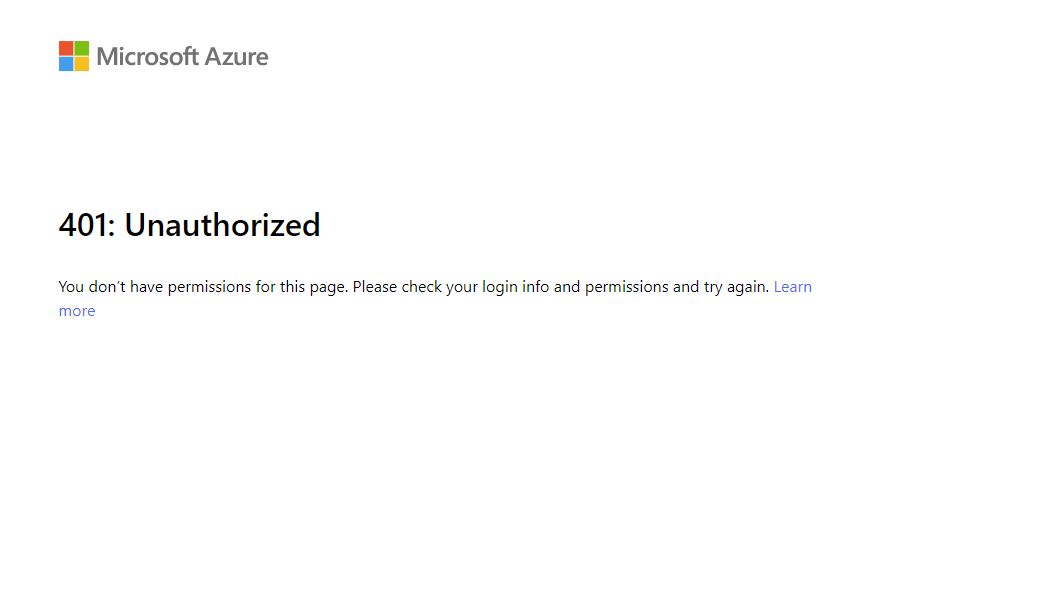 Microsoft Azure
401: Unauthorized
You don't have permissions for this page. Please check your login info and permissions and try again. Learn
more